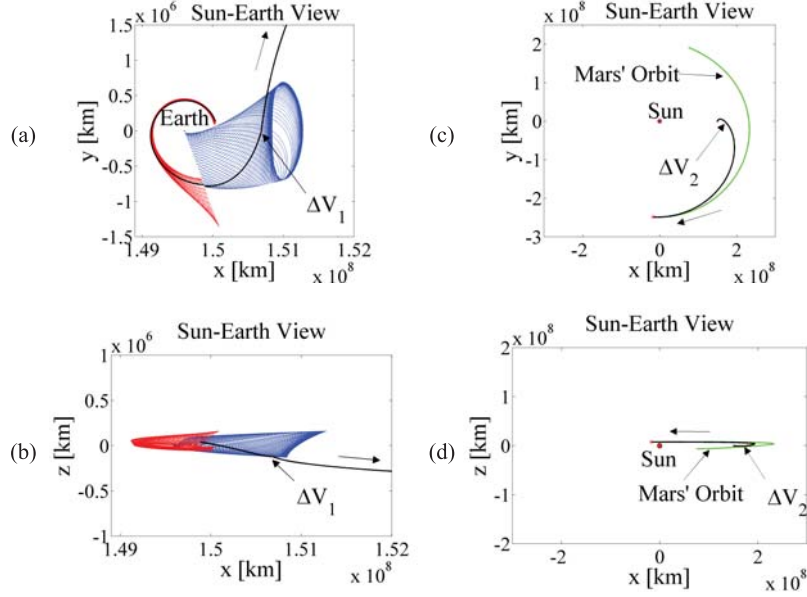 Sun-Earth View
x 10^6
1.5
1
0.5
0
-0.5
-1
-1.5
y [km]
Earth
ΔV1
1.49 1.5 1.51 1.52
x [km]
x 10^8
(a)
Sun-Earth View
x 10^6
1
0.5
0
-0.5
-1
z [km]
ΔV1
1.49 1.5 1.51 1.52
x [km]
x 10^8
(b)
Sun-Earth View
x 10^8
2
1
0
-1
-2
-3
y [km]
Mars' Orbit
Sun
ΔV2
-2 0 2
x [km]
x 10^8
(c)
Sun-Earth View
x 10^8
2
1
0
-1
-2
z [km]
Sun
Mars' Orbit
ΔV2
-2 0 2
x [km]
x 10^8
(d)